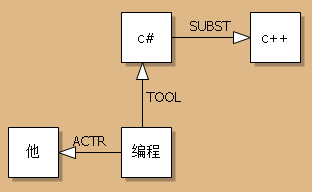 c#
SUBST
c++
TOOL
他
ACTR
编程